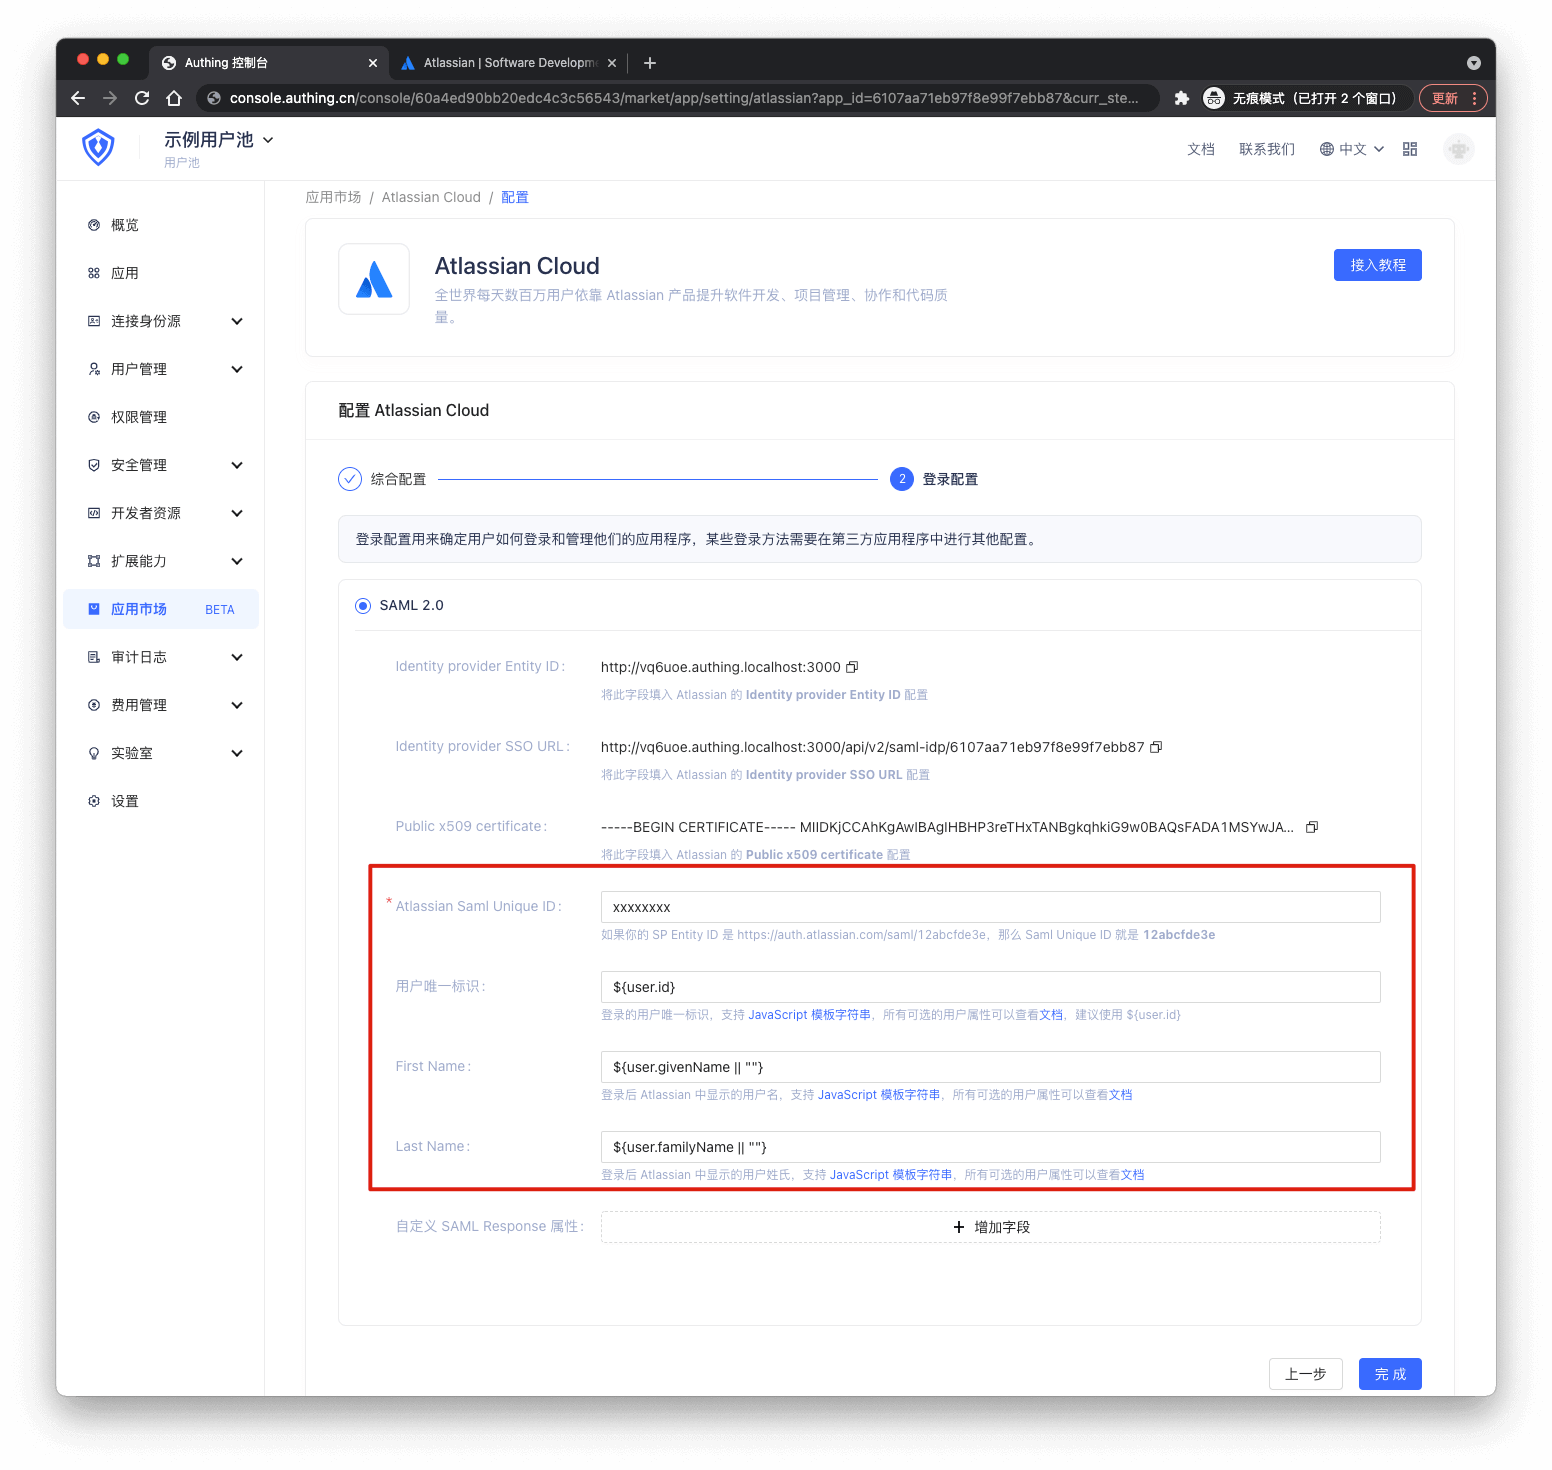 Authing 控制台
Atlassian | Software Developme
console.authing.cn/console/60a4ed90bb20edc4c3c56543/market/app/setting/atlassian?app_id=6107aa71eb97f8e99f7ebb87&curr_ste...
无痕模式（已打开 2 个窗口）
更新
示例用户池
用户池
文档
联系我们
中文
概览
应用
连接身份源
用户管理
权限管理
安全管理
开发者资源
扩展能力
应用市场 BETA
审计日志
费用管理
实验室
设置
应用市场 / Atlassian Cloud / 配置
Atlassian Cloud
全世界每天数百万用户依靠 Atlassian 产品提升软件开发、项目管理、协作和代码质
量。
接入教程
配置 Atlassian Cloud
综合配置
2 登录配置
登录配置用来确定用户如何登录和管理他们的应用程序，某些登录方法需要在第三方应用程序中进行其他配置。
SAML 2.0
Identity provider Entity ID: http://vq6uoe.authing.localhost:3000
将此字段填入 Atlassian 的 Identity provider Entity ID 配置
Identity provider SSO URL: http://vq6uoe.authing.localhost:3000/api/v2/saml-idp/6107aa71eb97f8e99f7ebb87
将此字段填入 Atlassian 的 Identity provider SSO URL 配置
Public x509 certificate: -----BEGIN CERTIFICATE----- MIIDKjCCAhKgAwIBAgIHBHP3reTHxTANBgkqhkiG9w0BAQsFADA1MSYwJA...
将此字段填入 Atlassian 的 Public x509 certificate 配置
* Atlassian Saml Unique ID: xxxxxxxx
如果你的 SP Entity ID 是 https://auth.atlassian.com/saml/12abcfde3e，那么 Saml Unique ID 就是 12abcfde3e
用户唯一标识: ${user.id}
登录的用户唯一标识，支持 JavaScript 模板字符串，所有可选的用户属性可以查看文档，建议使用 ${user.id}
First Name: ${user.givenName || ""}
登录后 Atlassian 中显示的用户名，支持 JavaScript 模板字符串，所有可选的用户属性可以查看文档
Last Name: ${user.familyName || ""}
登录后 Atlassian 中显示的用户姓氏，支持 JavaScript 模板字符串，所有可选的用户属性可以查看文档
自定义 SAML Response 属性: + 增加字段
上一步
完 成